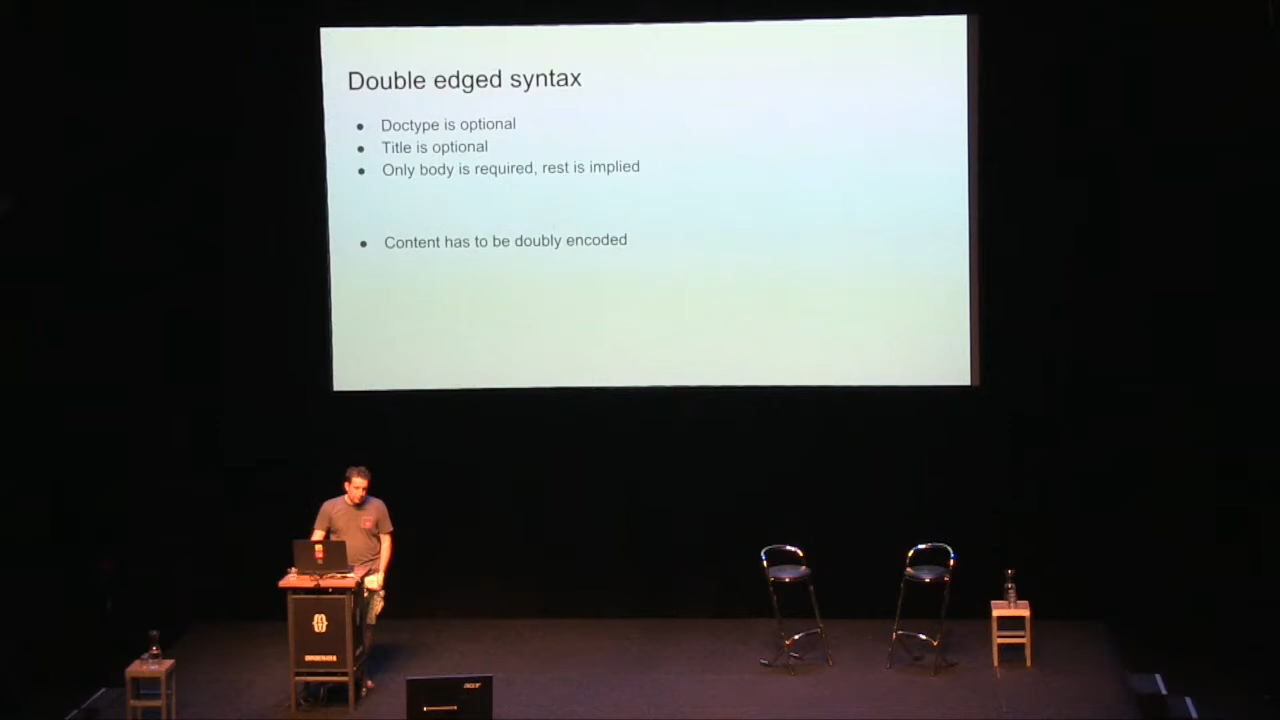 Double edged syntax
● Doctype is optional
● Title is optional
● Only body is required, rest is implied
● Content has to be doubly encoded
acer